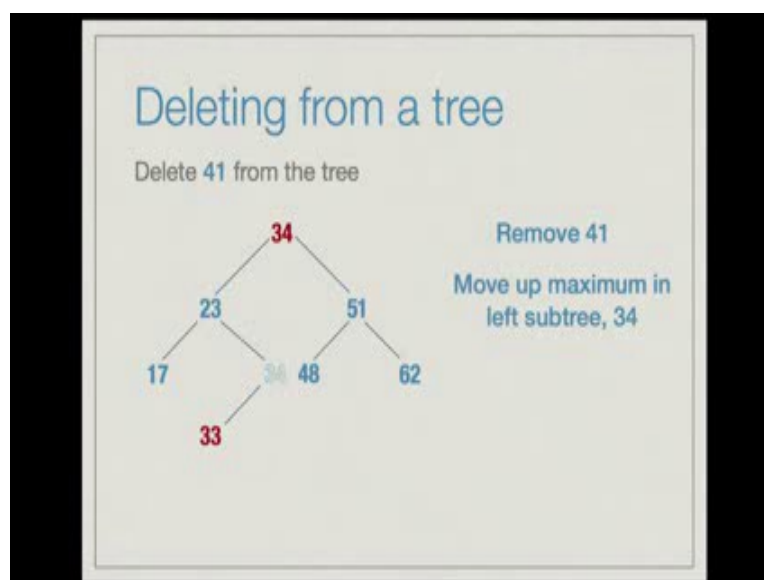 Deleting from a tree
Delete 41 from the tree
34
Remove 41
Move up maximum in
left subtree, 34
23 51
17 34 48 62
33